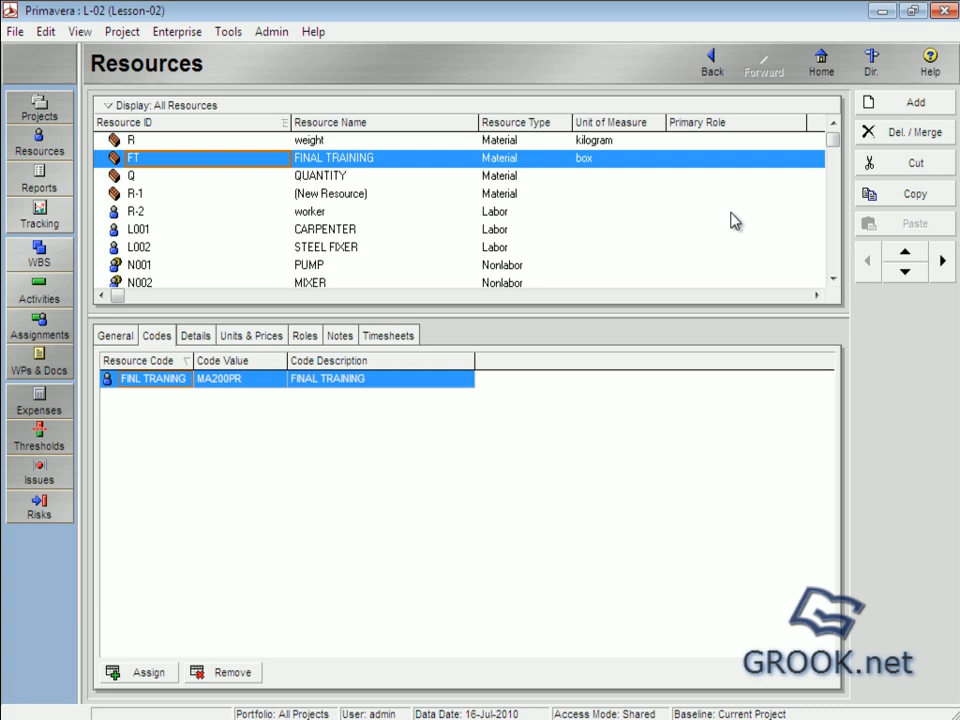 Primavera : L-02 (Lesson-02)
File Edit View Project Enterprise Tools Admin Help
Resources
Back Forward Home Dir. Help
Projects
Resources
Reports
Tracking
WBS
Activities
Assignments
WPs & Docs
Expenses
Thresholds
Issues
Risks
Display: All Resources
Resource ID Resource Name Resource Type Unit of Measure Primary Role
R weight Material kilogram
FT FINAL TRAINING Material box
Q QUANTITY Material
R-1 (New Resource) Material
R-2 worker Labor
L001 CARPENTER Labor
L002 STEEL FIXER Labor
N001 PUMP Nonlabor
N002 MIXER Nonlabor
Add
Del. / Merge
Cut
Copy
Paste
General Codes Details Units & Prices Roles Notes Timesheets
Resource Code Code Value Code Description
FINL TRANING MA200PR FINAL TRAINING
Assign Remove
GROOK.net
Portfolio: All Projects User: admin Data Date: 16-Jul-2010 Access Mode: Shared Baseline: Current Project